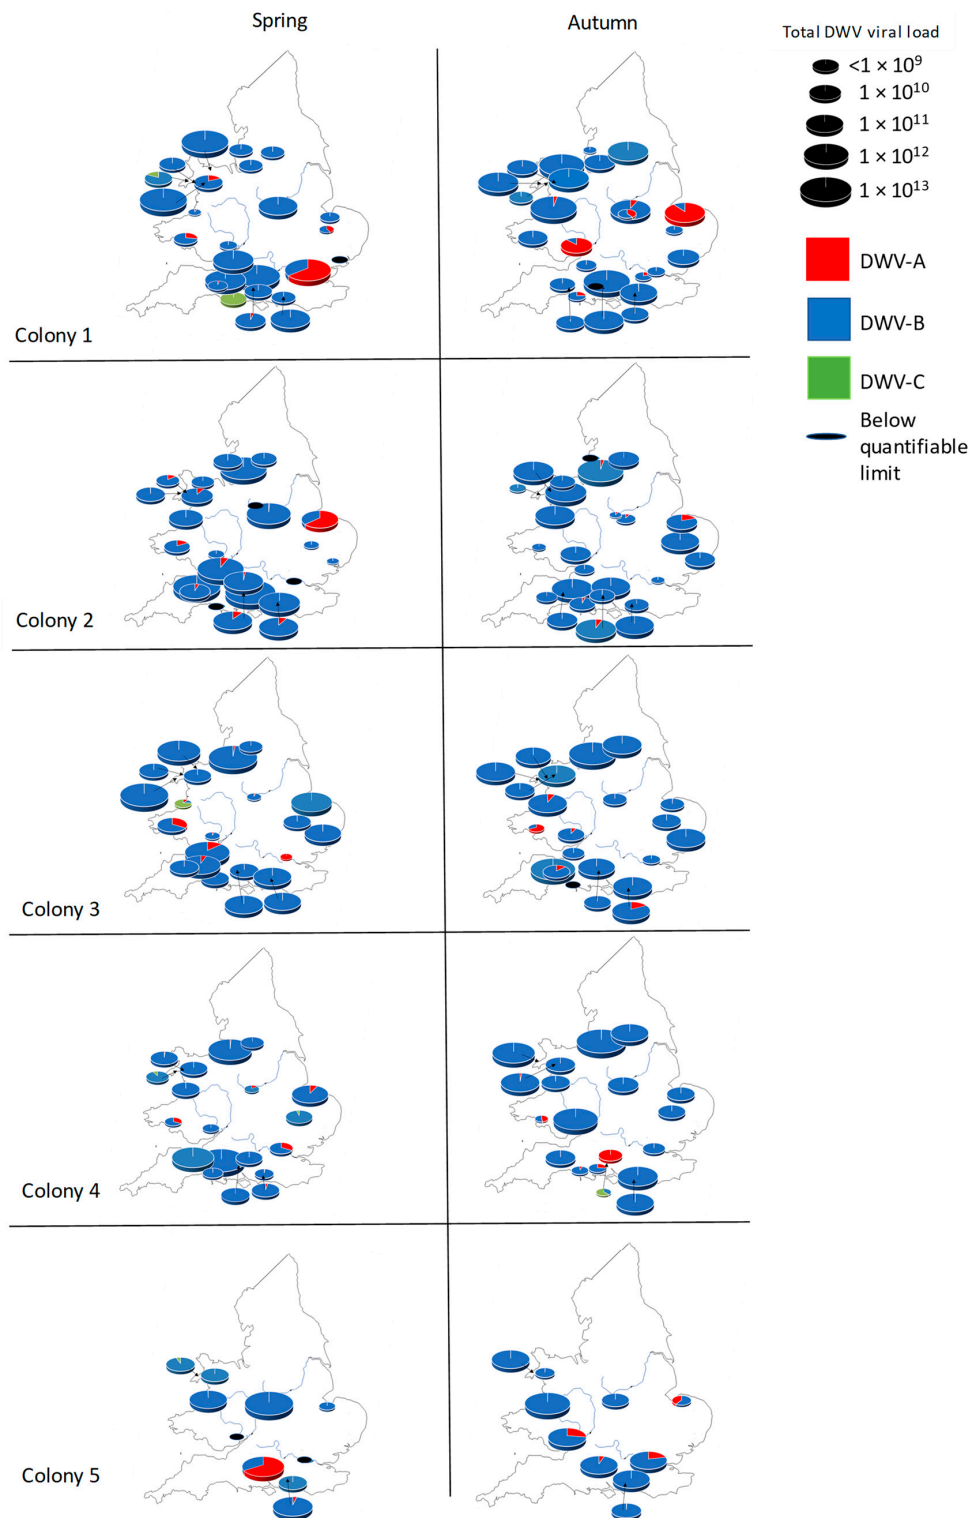 Spring
Autumn
Total DWV viral load
<1 × 10⁹
1 × 10¹⁰
1 × 10¹¹
1 × 10¹²
1 × 10¹³
DWV-A
DWV-B
DWV-C
Below
quantifiable
limit
Colony 1
Colony 2
Colony 3
Colony 4
Colony 5